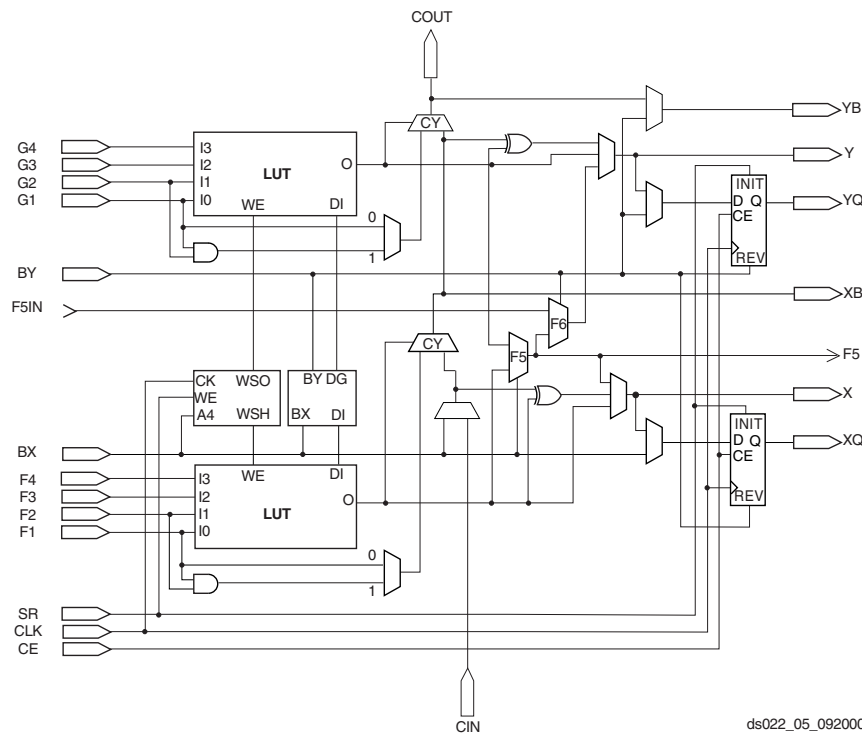 COUT
YB
CY
G4
I3
Y
G3
I2
LUT
O
G2
I1
INIT
G1
I0
WE
DI
D Q
YQ
CE
0
1
REV
BY
XB
F5IN
F6
CY
F5
F5
CK
WSO
BY DG
WE
X
A4
WSH
BX
DI
INIT
BX
D Q
XQ
CE
F4
I3
WE
DI
F3
I2
O
REV
F2
I1
LUT
F1
I0
0
1
SR
CLK
CE
CIN
ds022_05_092000